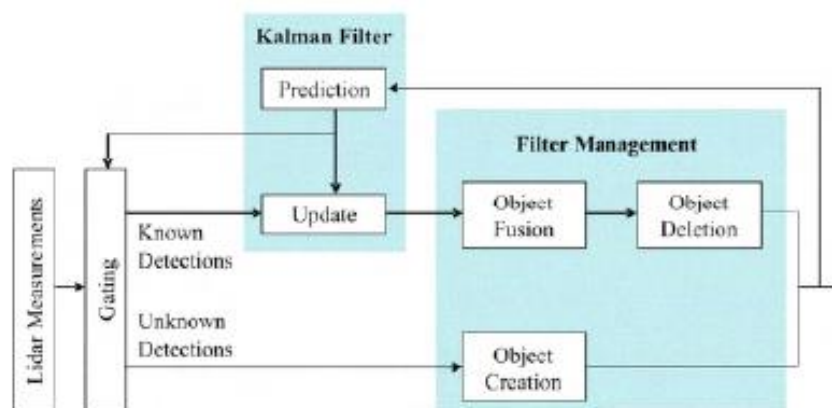 Kalman Filter
Prediction
Filter Management
Lidar Measurements
Gating
Update
Object
Fusion
Object
Deletion
Known
Detections
Unknown
Detections
Object
Creation